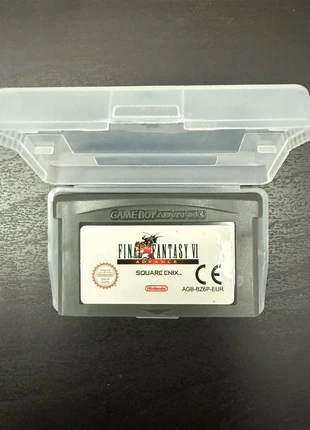 GAME BOY ADVANCE
FINAL FANTASY VI
ADVANCE
SQUARE ENIX
CE
Nintendo
AGB-BZ6P-EUR